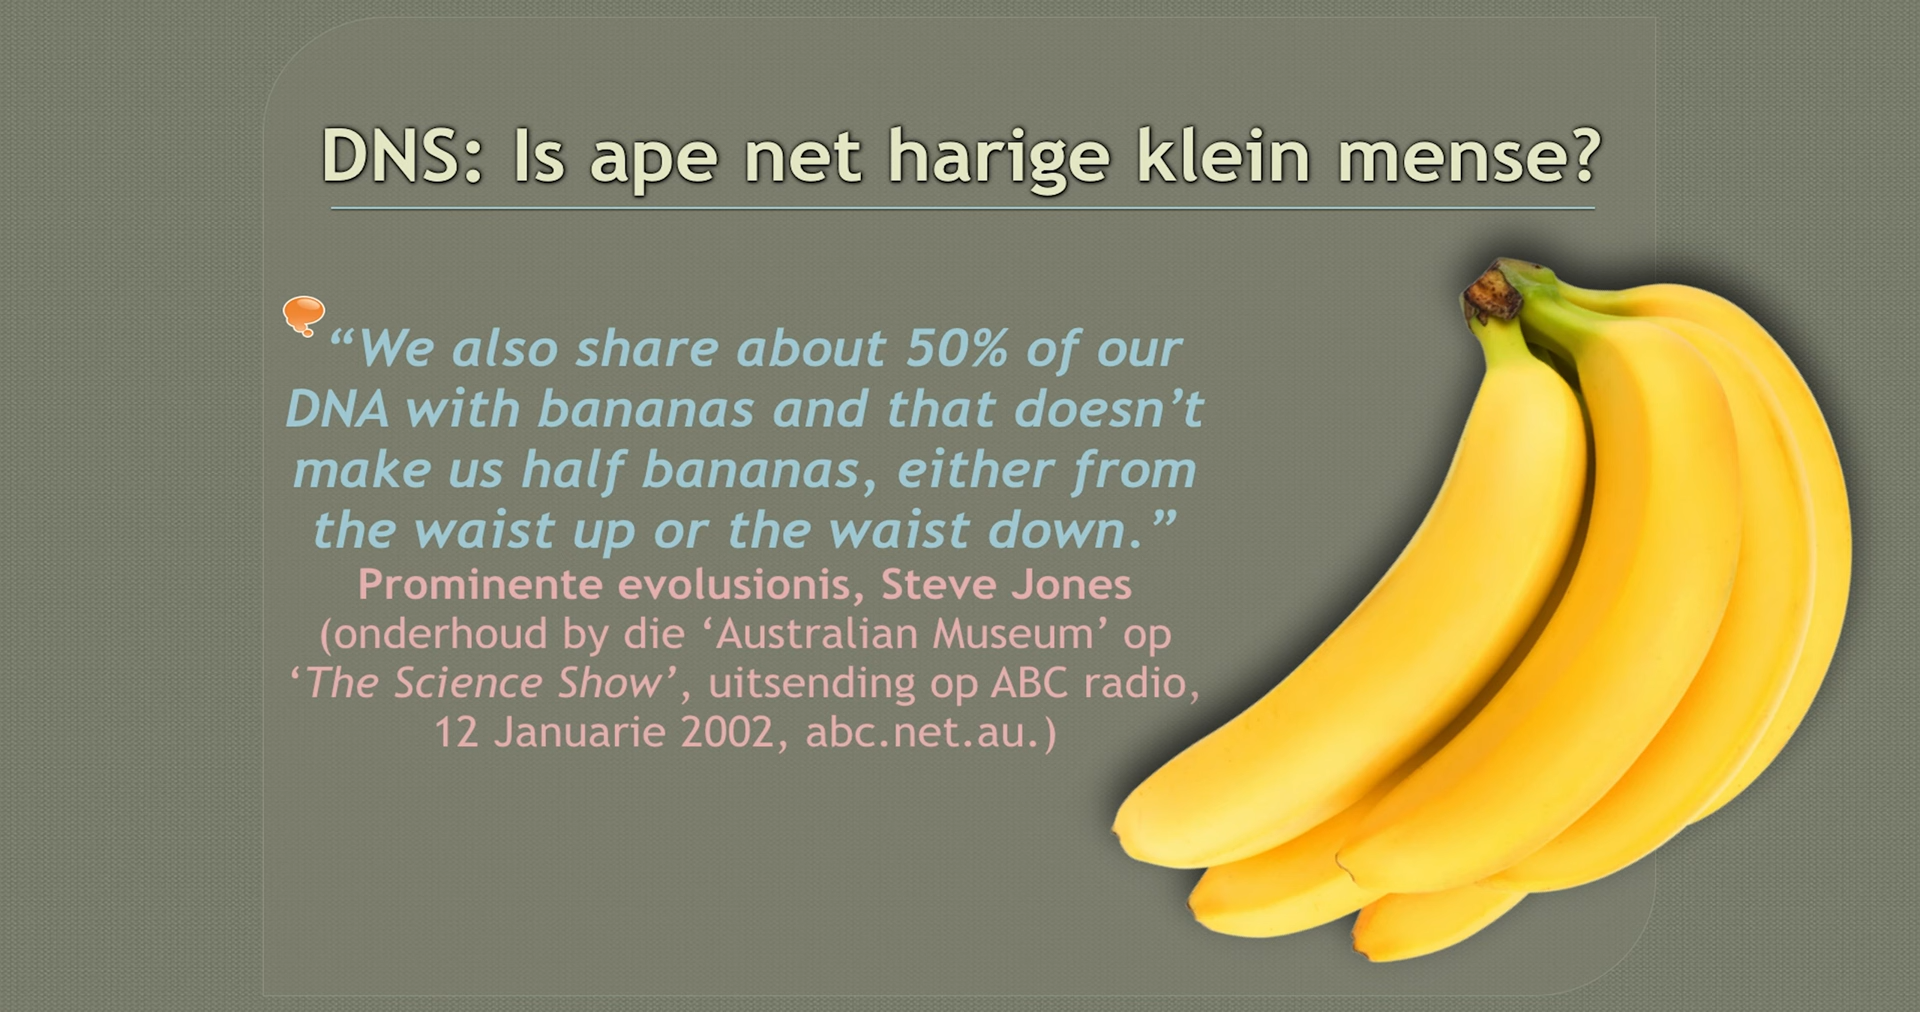 DNS: Is ape net harige klein mense?
“We also share about 50% of our
DNA with bananas and that doesn’t
make us half bananas, either from
the waist up or the waist down.”
Prominente evolusionis, Steve Jones
(onderhoud by die ‘Australian Museum’ op
‘The Science Show’, uitsending op ABC radio,
12 Januarie 2002, abc.net.au.)